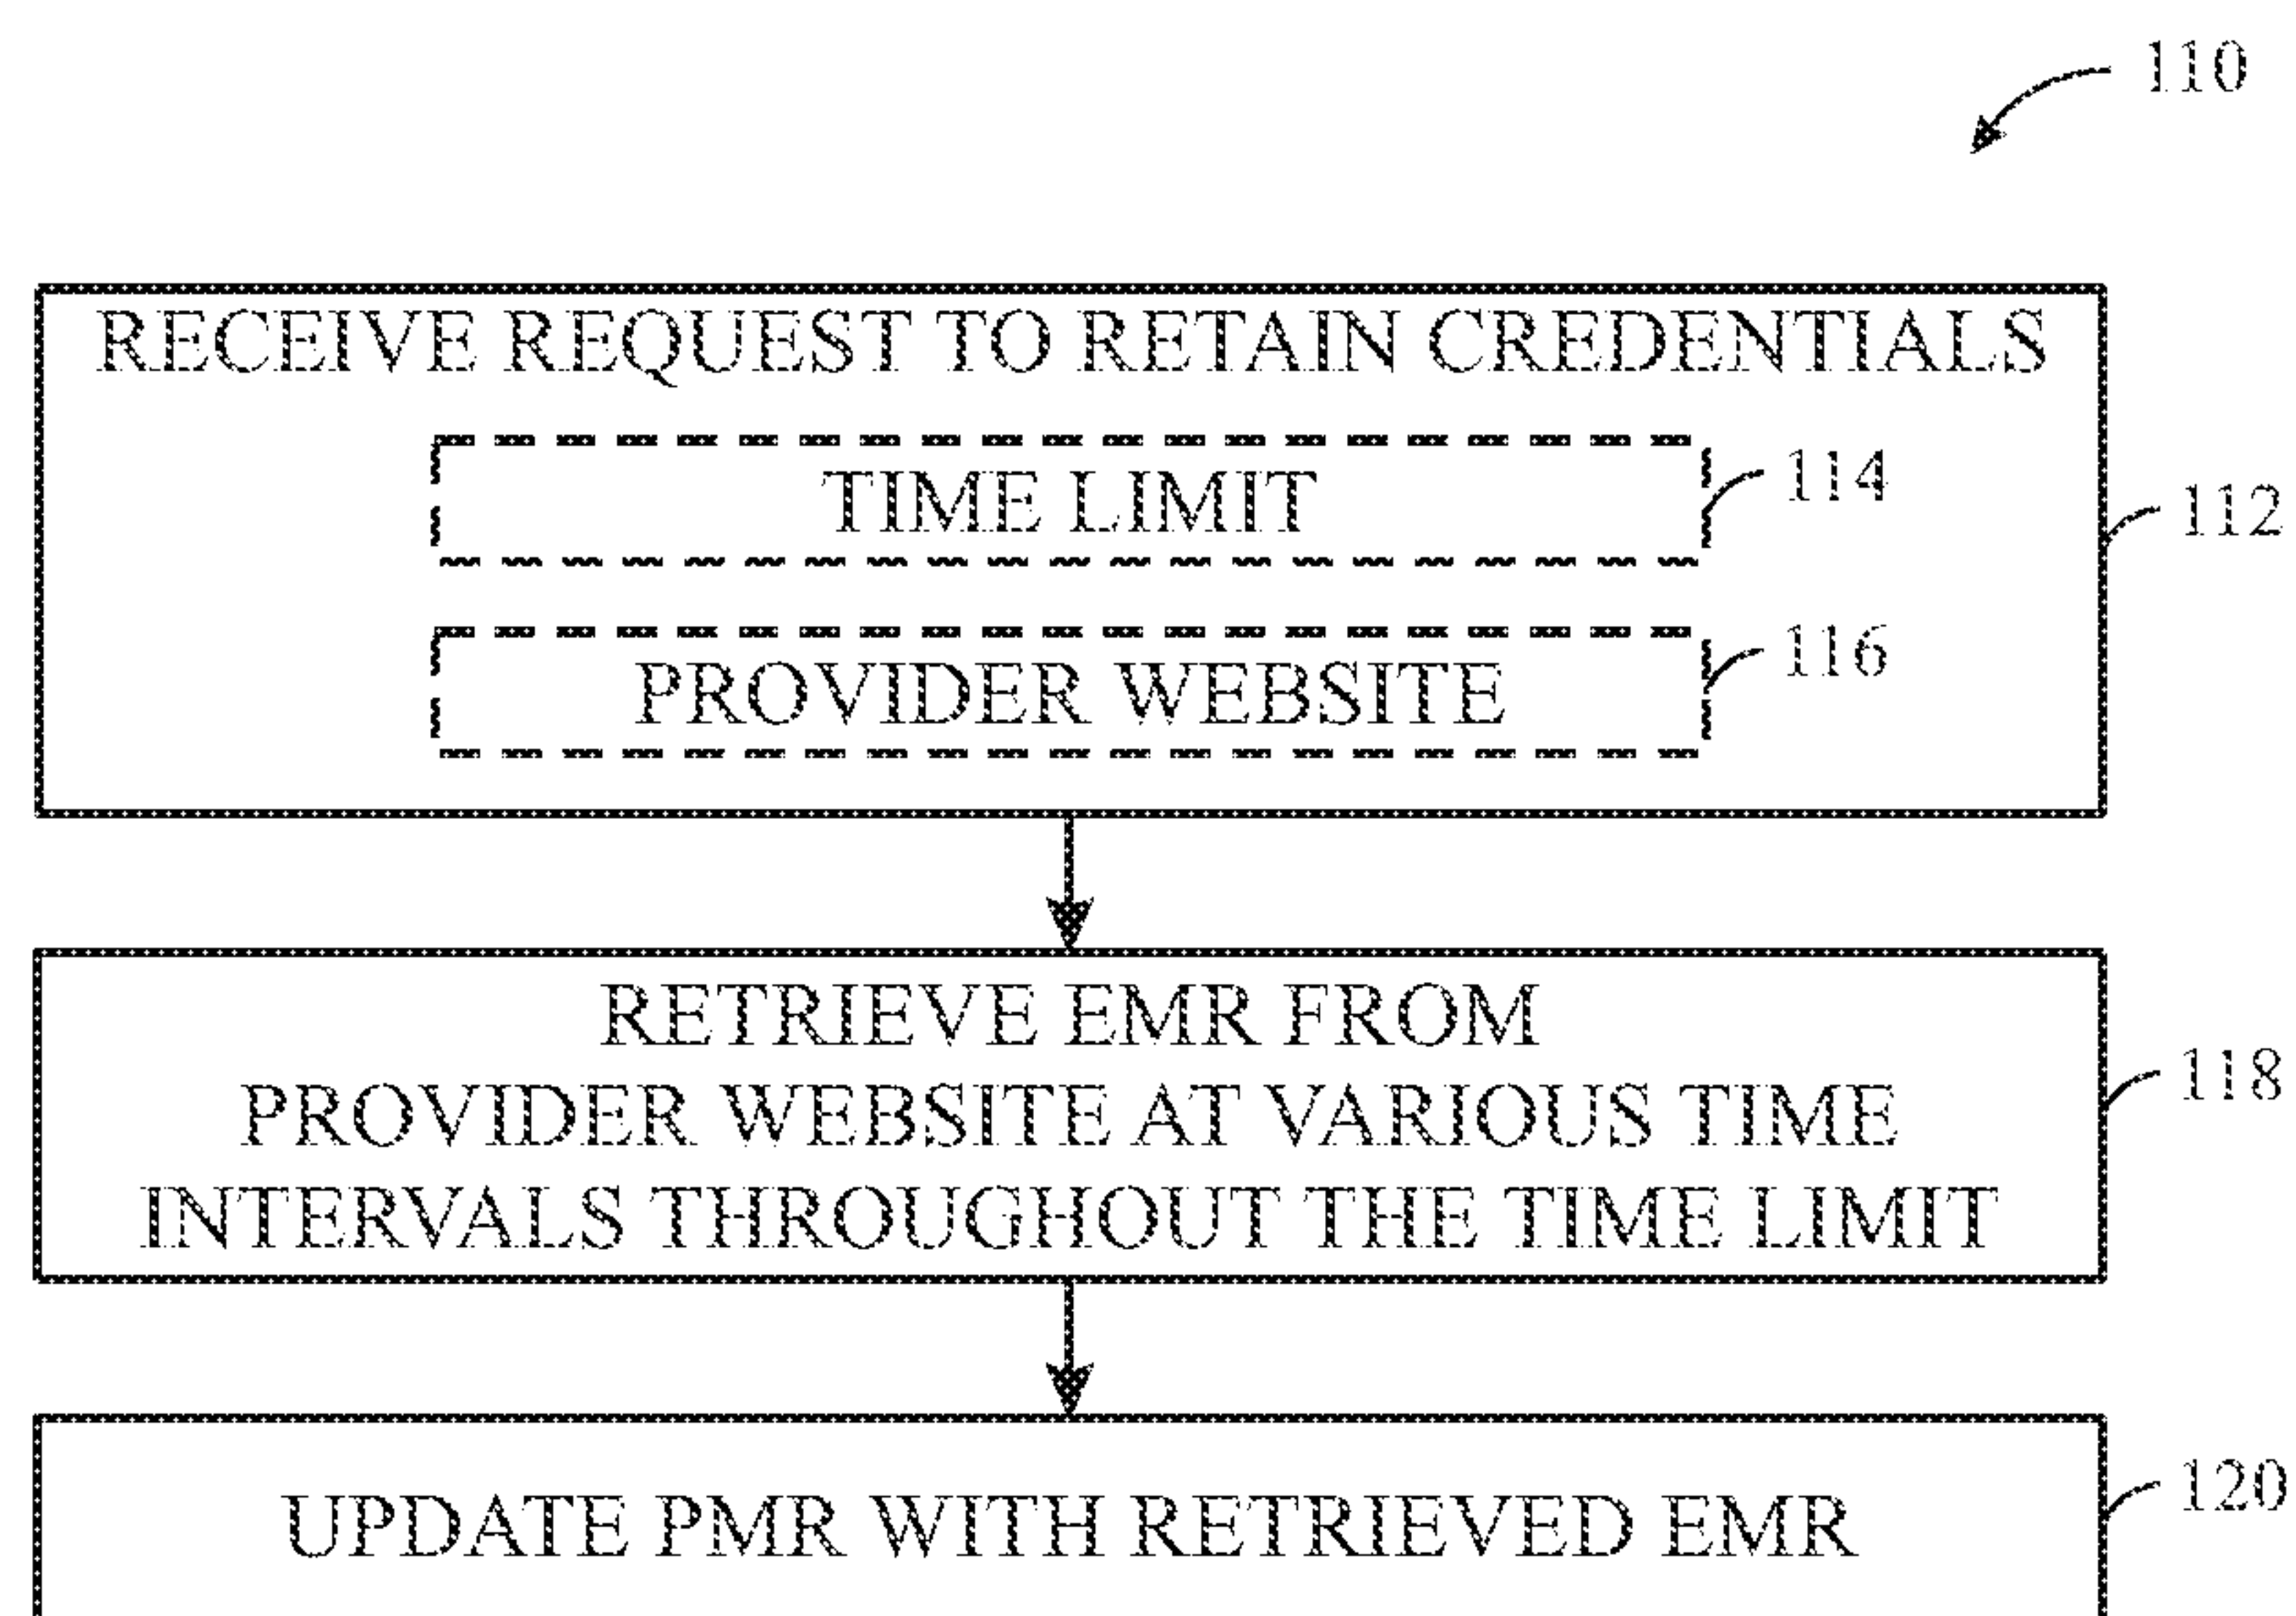 110
RECEIVE REQUEST TO RETAIN CREDENTIALS
TIME LIMIT
114
112
PROVIDER WEBSITE
116
RETRIEVE EMR FROM
PROVIDER WEBSITE AT VARIOUS TIME
INTERVALS THROUGHOUT THE TIME LIMIT
118
UPDATE PMR WITH RETRIEVED EMR
120